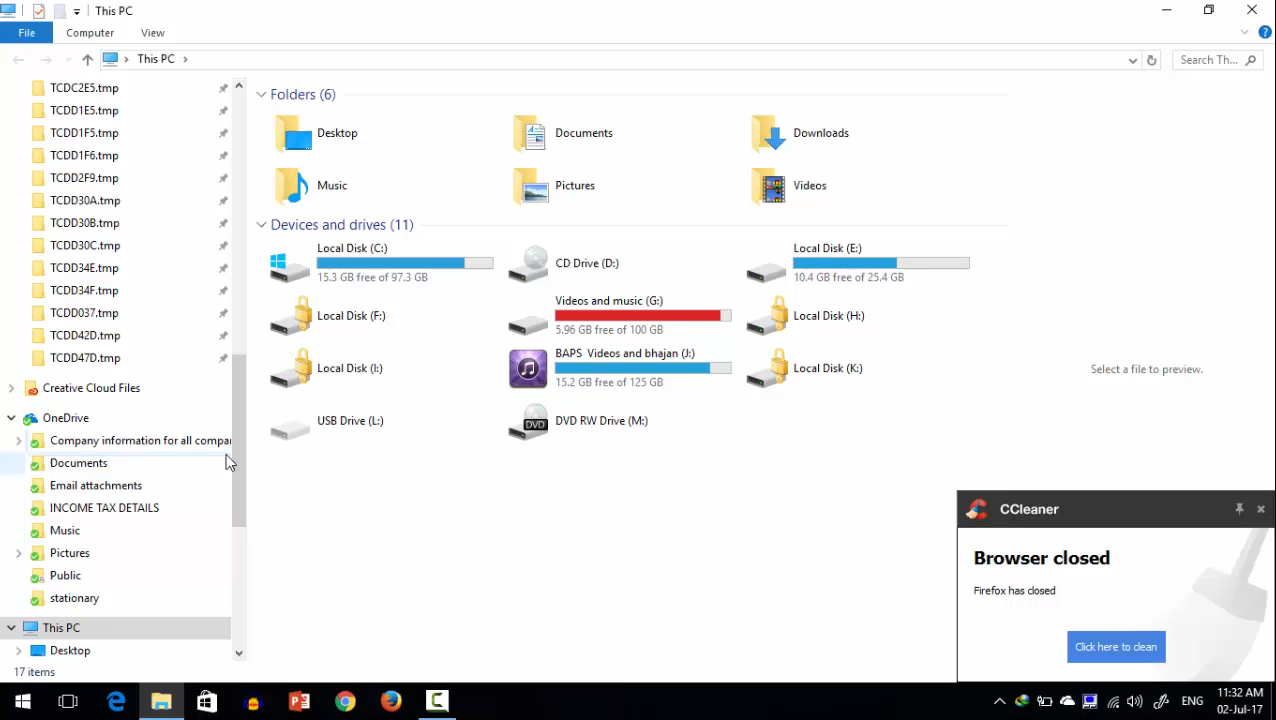 This PC
File
Computer
View
This PC
Search Th...
TCDC2E5.tmp
TCDD1E5.tmp
TCDD1F5.tmp
TCDD1F6.tmp
TCDD2F9.tmp
TCDD30A.tmp
TCDD30B.tmp
TCDD30C.tmp
TCDD34E.tmp
TCDD34F.tmp
TCDD037.tmp
TCDD42D.tmp
TCDD47D.tmp
Creative Cloud Files
OneDrive
Company information for all compar
Documents
Email attachments
INCOME TAX DETAILS
Music
Pictures
Public
stationary
This PC
Desktop
17 items
Folders (6)
Desktop
Documents
Downloads
Music
Pictures
Videos
Devices and drives (11)
Local Disk (C:)
15.3 GB free of 97.3 GB
CD Drive (D:)
Local Disk (E:)
10.4 GB free of 25.4 GB
Local Disk (F:)
Videos and music (G:)
5.96 GB free of 100 GB
Local Disk (H:)
Local Disk (I:)
BAPS Videos and bhajan (J:)
15.2 GB free of 125 GB
Local Disk (K:)
USB Drive (L:)
DVD
DVD RW Drive (M:)
Select a file to preview.
CCleaner
Browser closed
Firefox has closed
Click here to clean
ENG
11:32 AM
02-Jul-17